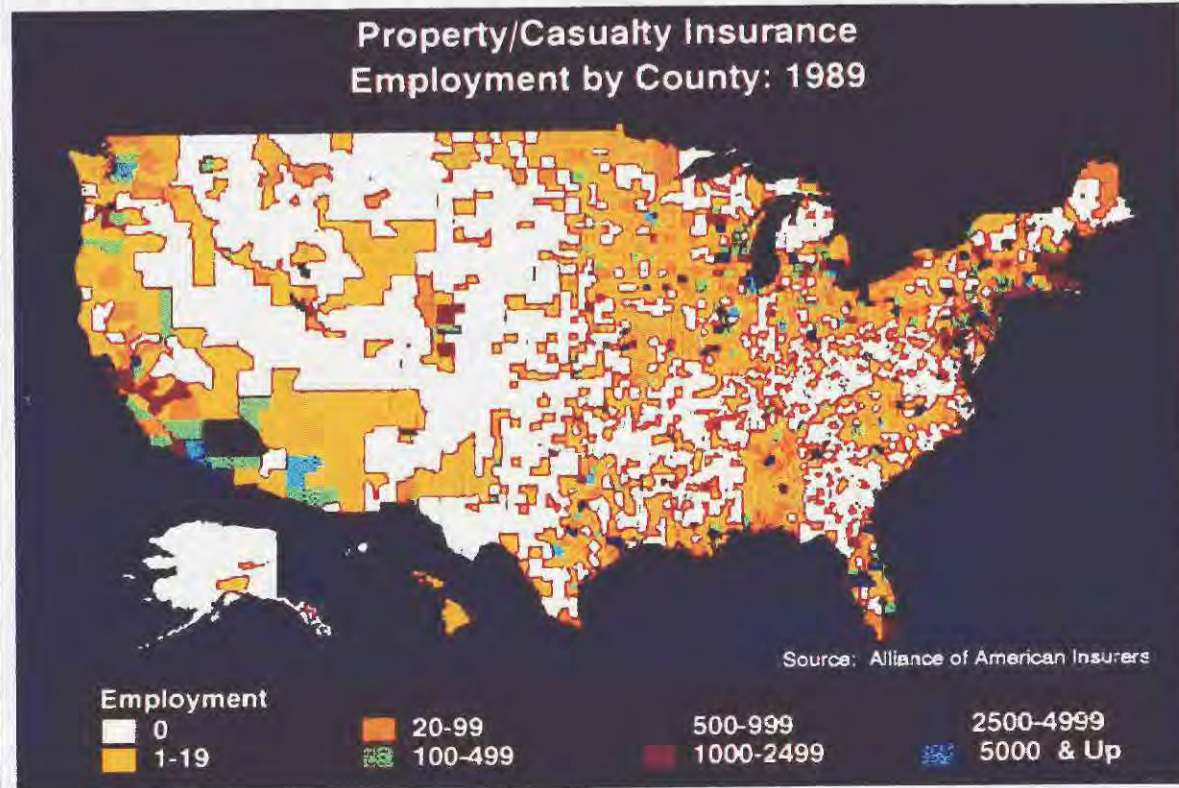 Property/Casualty Insurance
Employment by County: 1989
Source: Alliance of American Insurers
Employment
0
20-99
500-999
2500-4999
1-19
100-499
1000-2499
5000 & Up